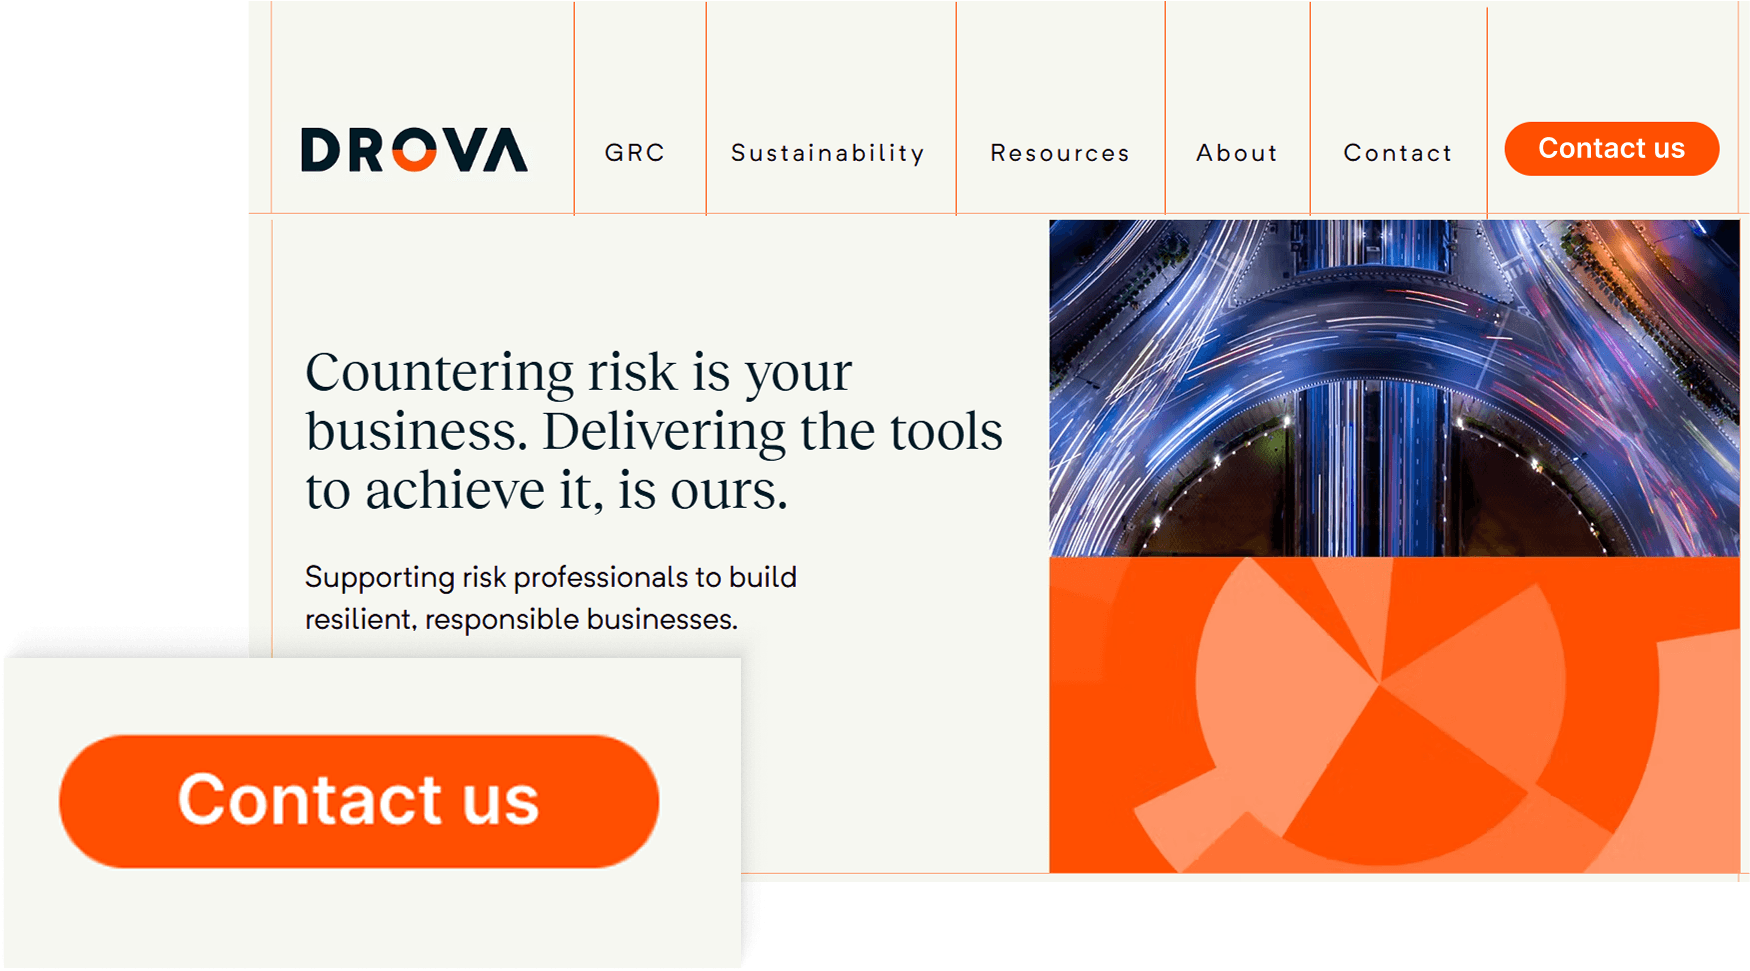 DROVA
GRC
Sustainability
Resources
About
Contact
Contact us
Countering risk is your
business. Delivering the tools
to achieve it, is ours.
Supporting risk professionals to build
resilient, responsible businesses.
Contact us